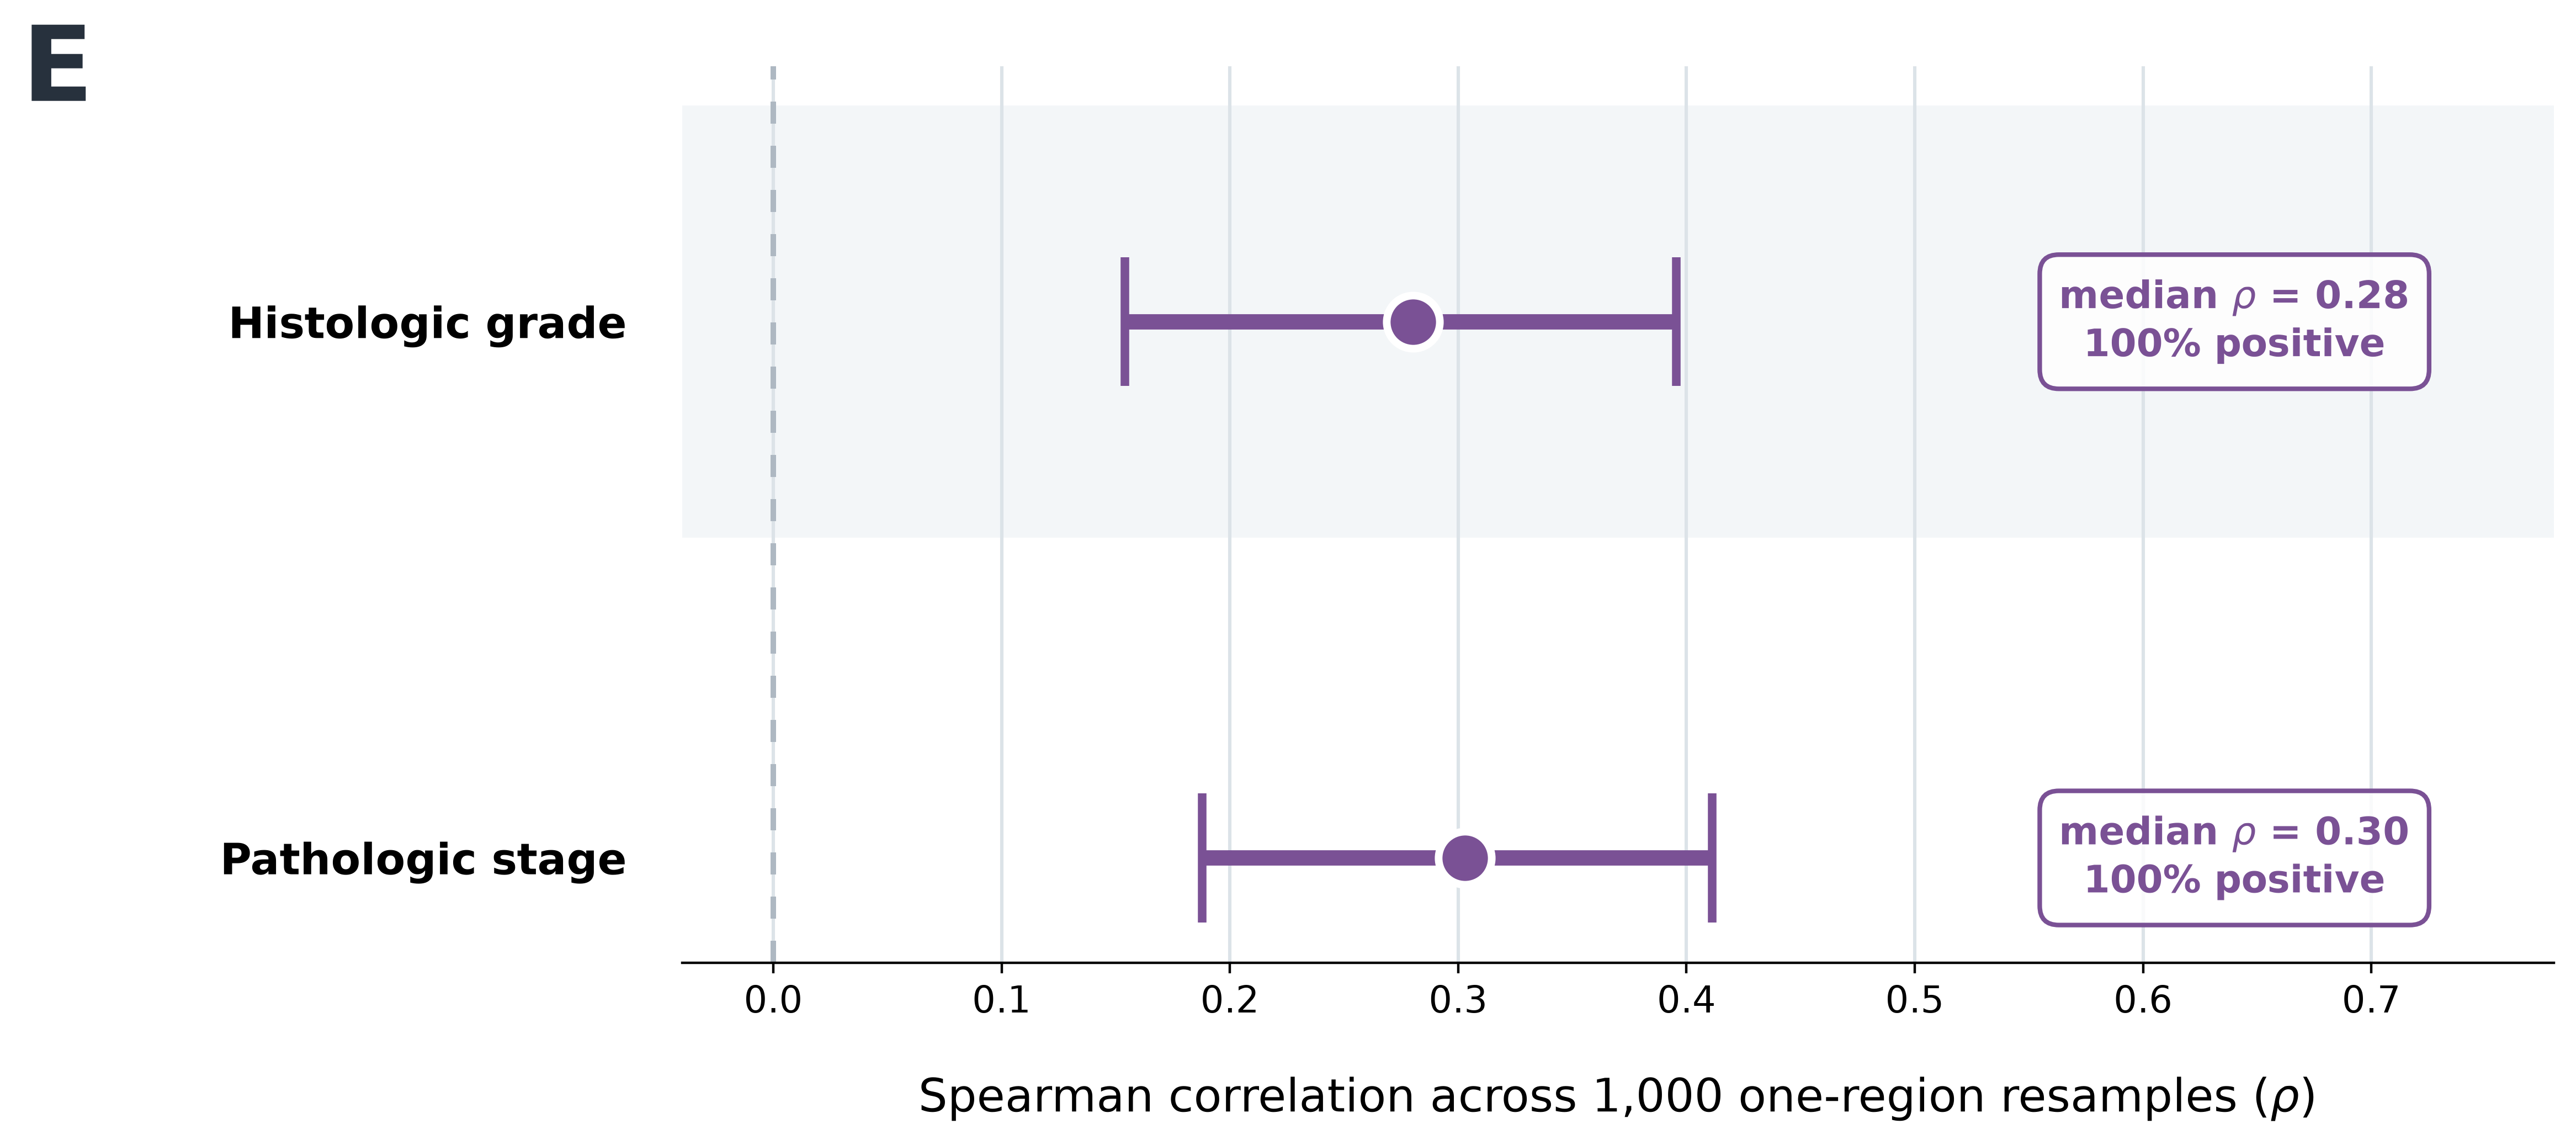 E
Histologic grade
median ρ = 0.28
100% positive
Pathologic stage
median ρ = 0.30
100% positive
0.0 0.1 0.2 0.3 0.4 0.5 0.6 0.7
Spearman correlation across 1,000 one-region resamples (ρ)